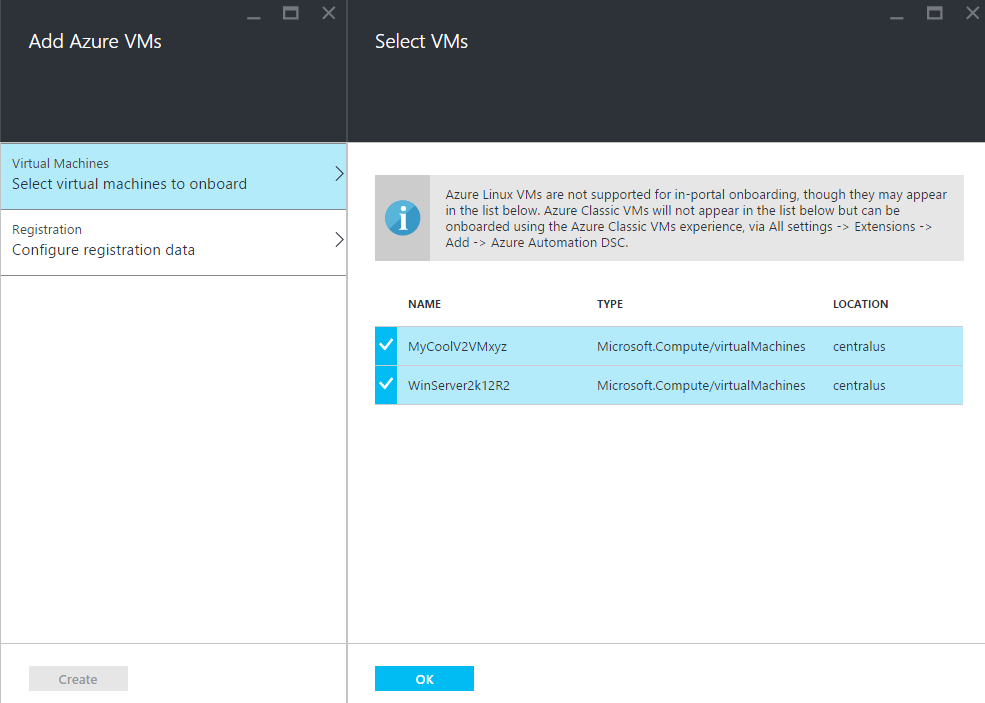 Add Azure VMs
Select VMs
Virtual Machines
Select virtual machines to onboard
Registration
Configure registration data
Azure Linux VMs are not supported for in-portal onboarding, though they may appear
in the list below. Azure Classic VMs will not appear in the list below but can be
onboarded using the Azure Classic VMs experience, via All settings -> Extensions ->
Add -> Azure Automation DSC.
NAME TYPE LOCATION
MyCoolV2VMxyz Microsoft.Compute/virtualMachines centralus
WinServer2k12R2 Microsoft.Compute/virtualMachines centralus
Create
OK